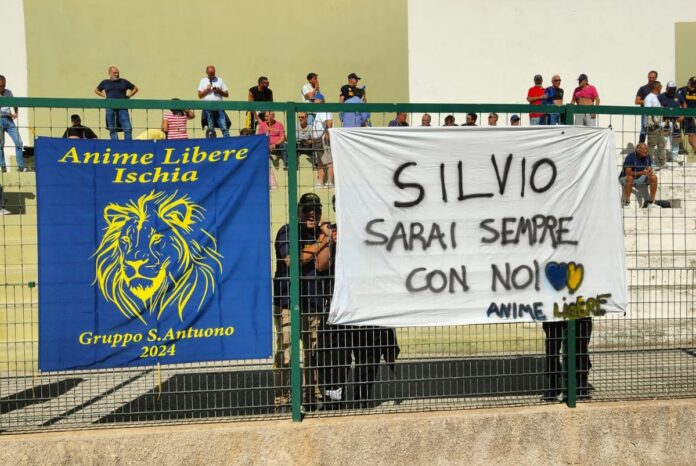 Anime Libere
Ischia
Gruppo S.Antuono
2024
SILVIO
SARAI SEMPRE
CON NOI
ANIME LIBERE